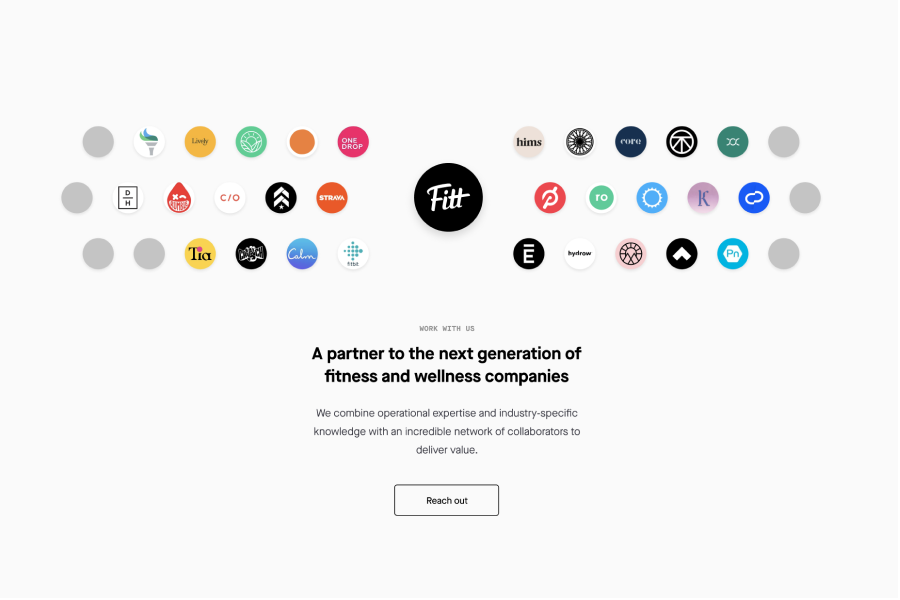 Lively
ONE
DROP
hims
core
D
H
C/O
STRAVA
Fitt
ro
K
Tia
Calm
fitbit
hydrow
Pn
WORK WITH US
A partner to the next generation of
fitness and wellness companies
We combine operational expertise and industry-specific
knowledge with an incredible network of collaborators to
deliver value.
Reach out